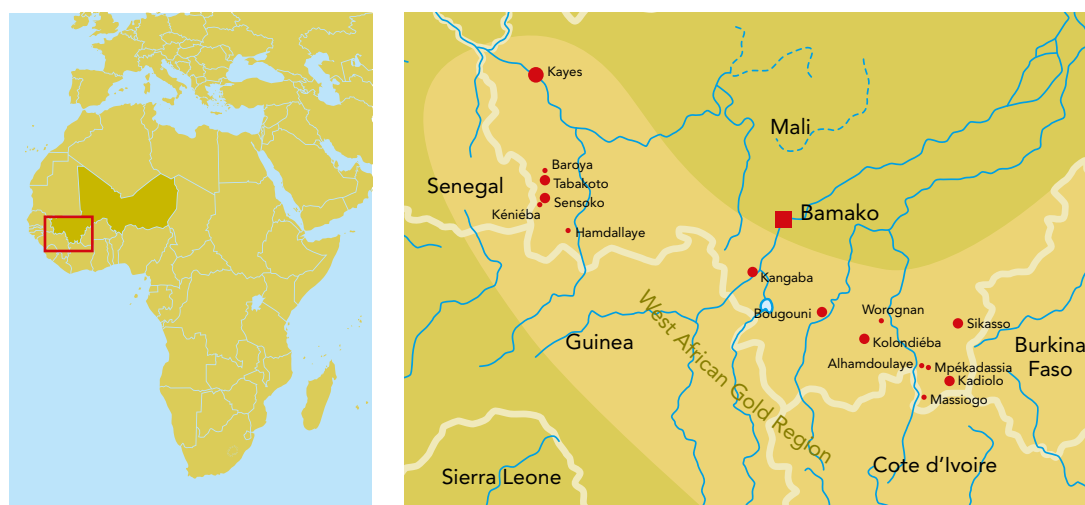 Kayes
Mali
Baroya
Senegal
Tabakoto
Sensoko
Kéniéba
Hamdallaye
Bamako
Kangaba
West African Gold Region
Bougouni
Worognan
Sikasso
Guinea
Kolondiéba
Burkina
Faso
Alhamdoulaye
Mpékadassia
Kadiolo
Massiogo
Sierra Leone
Cote d'Ivoire